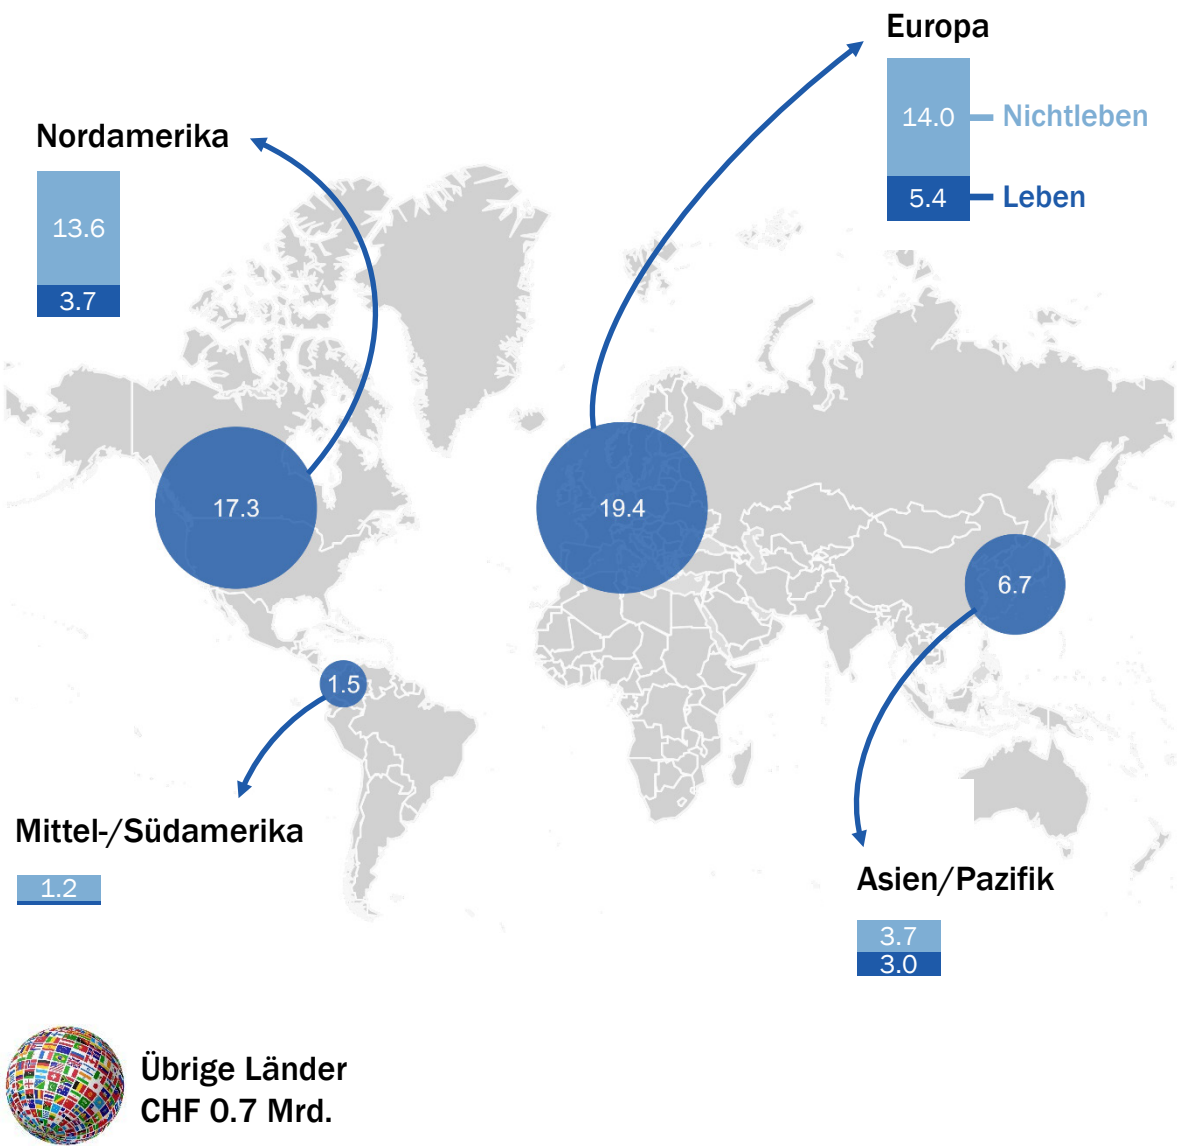 Europa
14.0
Nichtleben
5.4
Leben
Nordamerika
13.6
3.7
17.3
19.4
6.7
1.5
Mittel-/Südamerika
1.2
Asien/Pazifik
3.7
3.0
Übrige Länder
CHF 0.7 Mrd.